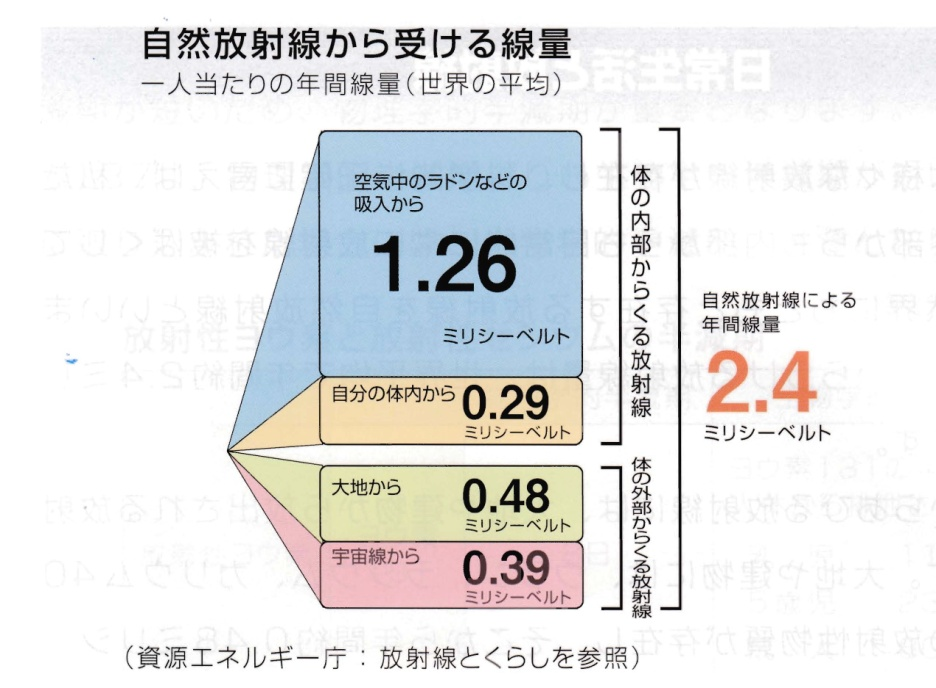 自然放射線から受ける線量
一人当たりの年間線量（世界の平均）
空気中のラドンなどの
吸入から
1.26
ミリシーベルト
自分の体内から
0.29
ミリシーベルト
大地から
0.48
ミリシーベルト
宇宙線から
0.39
ミリシーベルト
体の内部からくる放射線
体の外部からくる放射線
自然放射線による
年間線量
2.4
ミリシーベルト
（資源エネルギー庁：放射線とくらしを参照）